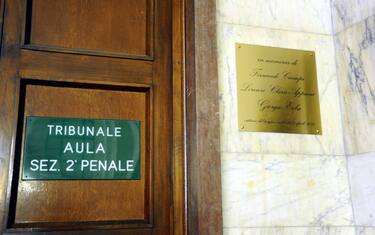 TRIBUNALE
AULA
SEZ. 2ª PENALE
in memoria di
Fernando Ciampi
Lorenzo Claris Appiani
Giorgio Erba